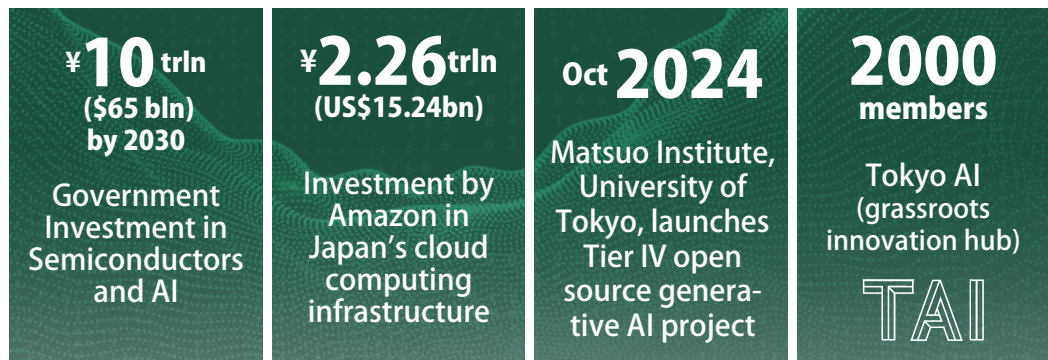 ¥10 trln
($65 bln)
by 2030
Government
Investment in
Semiconductors
and AI
¥2.26trln
(US$15.24bn)
Investment by
Amazon in
Japan’s cloud
computing
infrastructure
Oct 2024
Matsuo Institute,
University of
Tokyo, launches
Tier IV open
source genera-
tive AI project
2000
members
Tokyo AI
(grassroots
innovation hub)
TAI